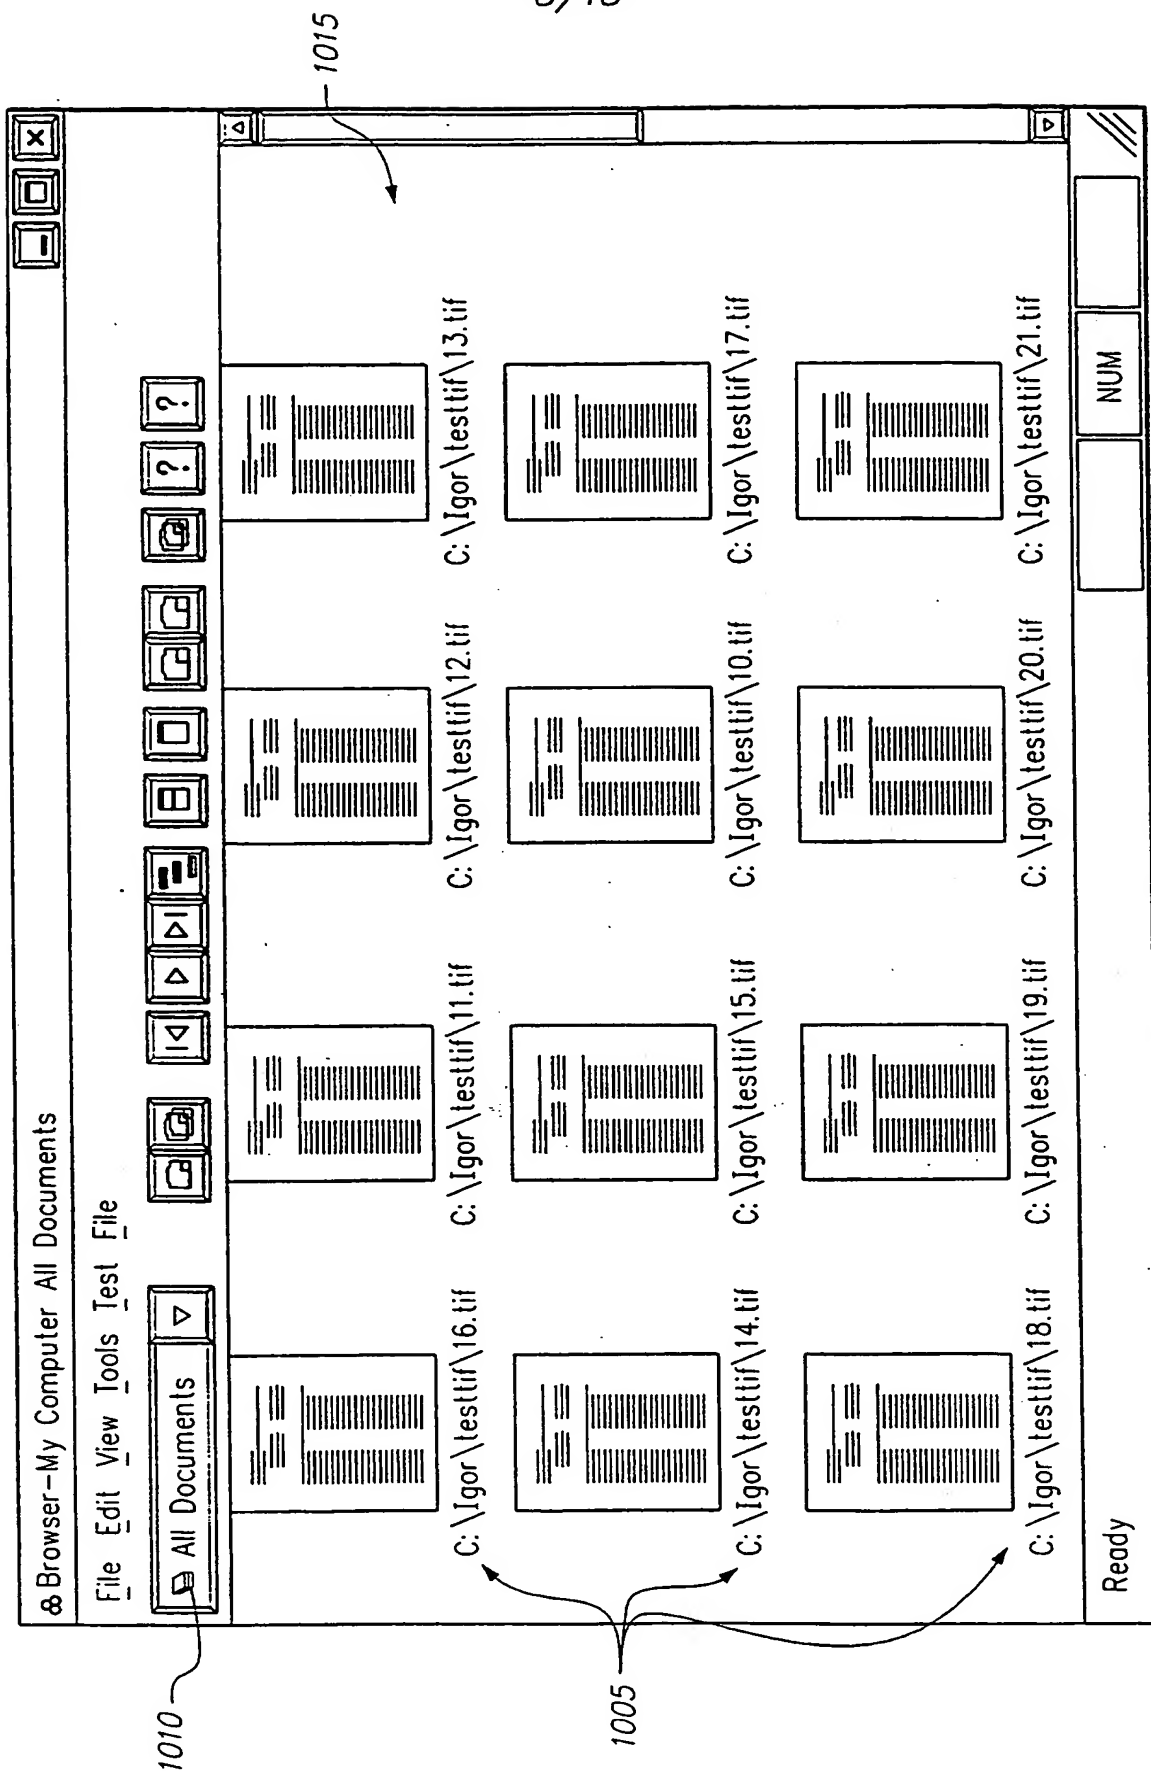 1015
Browser-My Computer All Documents
File Edit View Tools Test File
1010
All Documents
? ?
C:\Igor\testtif\16.tif C:\Igor\testtif\11.tif C:\Igor\testtif\12.tif C:\Igor\testtif\13.tif
C:\Igor\testtif\14.tif C:\Igor\testtif\15.tif C:\Igor\testtif\10.tif C:\Igor\testtif\17.tif
C:\Igor\testtif\18.tif C:\Igor\testtif\19.tif C:\Igor\testtif\20.tif C:\Igor\testtif\21.tif
1005
Ready NUM